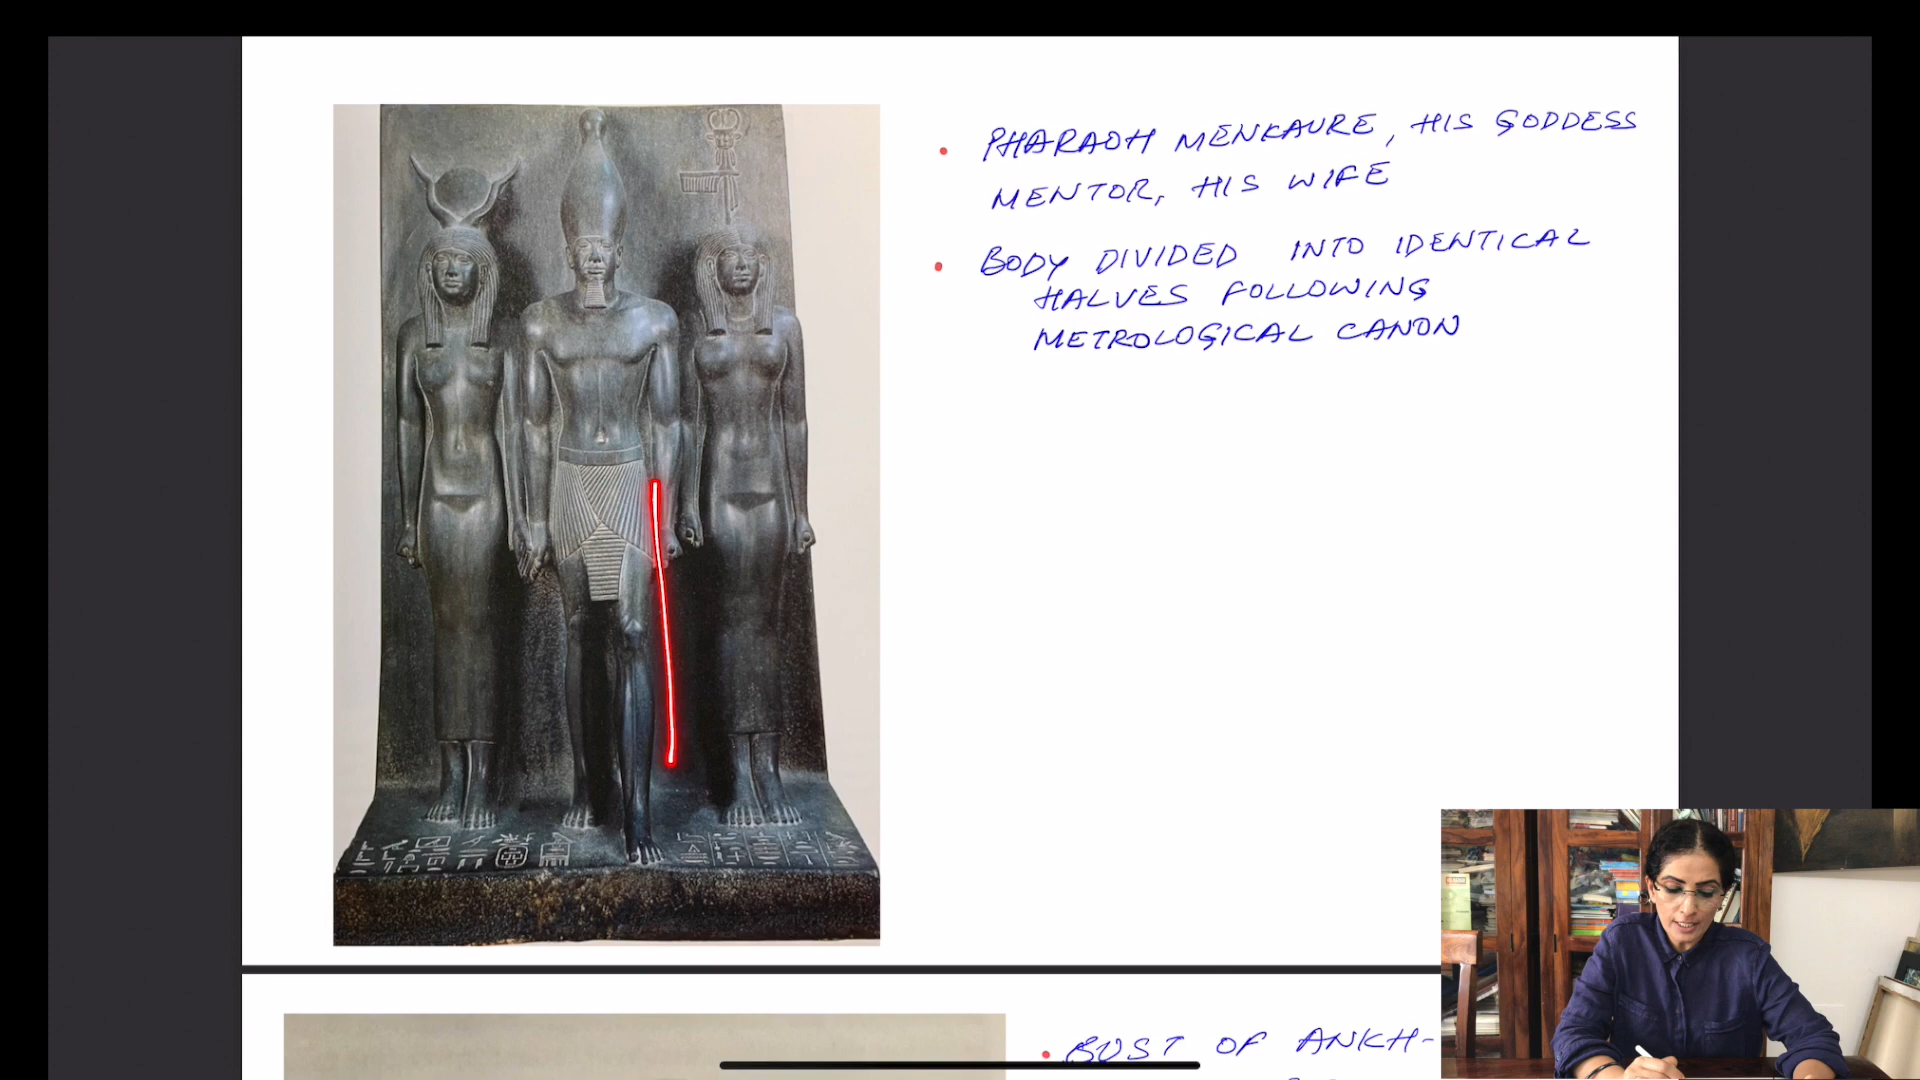 • PHARAOH MENKAURE, HIS GODDESS
MENTOR, HIS WIFE
• BODY DIVIDED INTO IDENTICAL
HALVES FOLLOWING
METROLOGICAL CANON
• BUST OF ANKH-